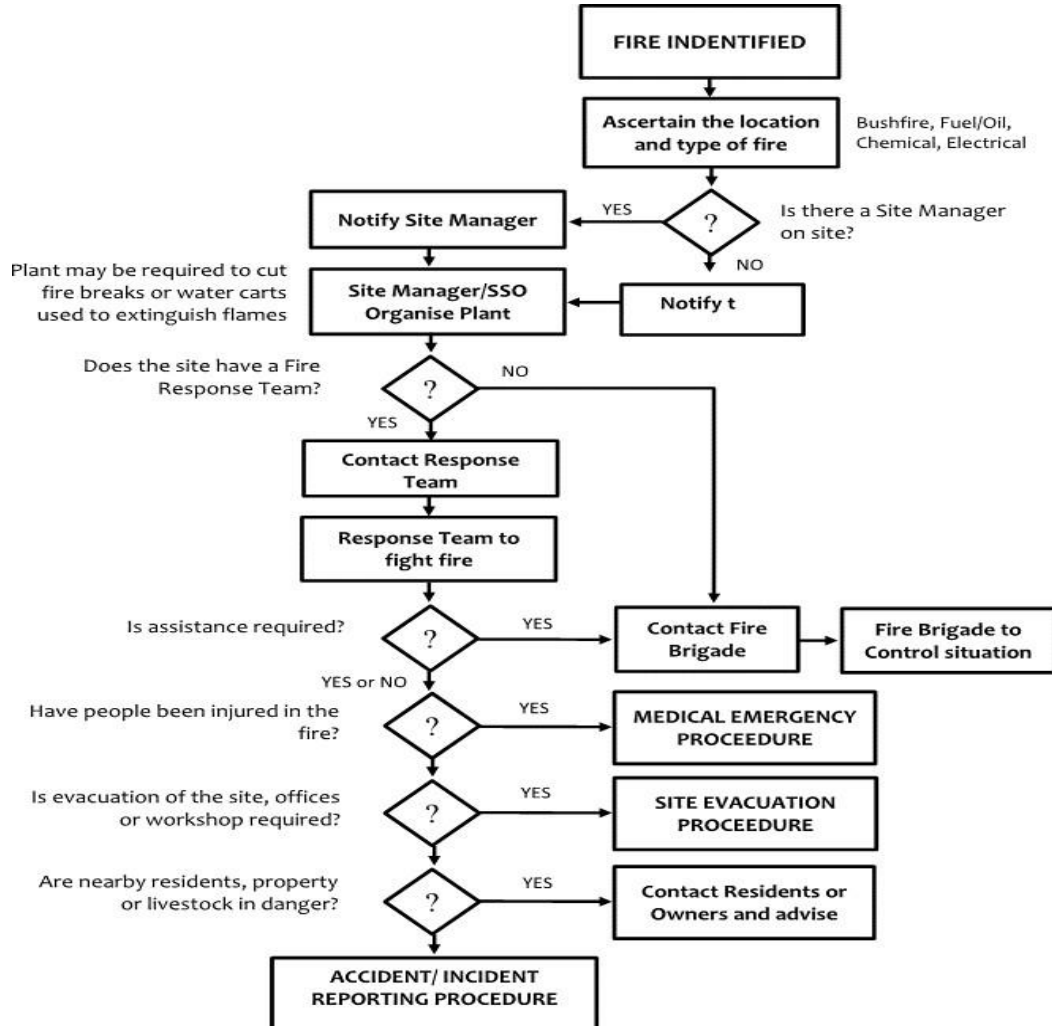 FIRE INDENTIFIED
Ascertain the location
and type of fire
Bushfire, Fuel/Oil,
Chemical, Electrical
?
Is there a Site Manager
on site?
YES
Notify Site Manager
NO
Notify t
Plant may be required to cut
fire breaks or water carts
used to extinguish flames
Site Manager/SSO
Organise Plant
Does the site have a Fire
Response Team?
?
NO
YES
Contact Response
Team
Response Team to
fight fire
Is assistance required?
?
YES
Contact Fire
Brigade
Fire Brigade to
Control situation
YES or NO
Have people been injured in the
fire?
?
YES
MEDICAL EMERGENCY
PROCEEDURE
Is evacuation of the site, offices
or workshop required?
?
YES
SITE EVACUATION
PROCEEDURE
Are nearby residents, property
or livestock in danger?
?
YES
Contact Residents or
Owners and advise
ACCIDENT/ INCIDENT
REPORTING PROCEDURE